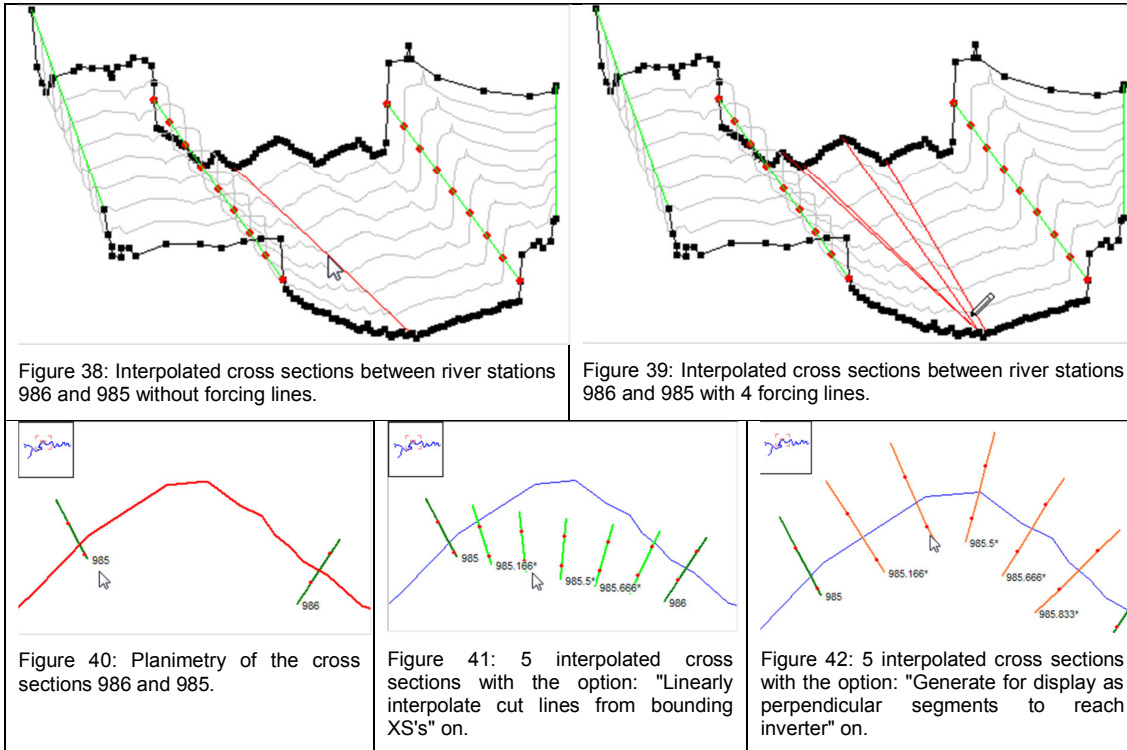 Figure 38: Interpolated cross sections between river stations
986 and 985 without forcing lines.
Figure 39: Interpolated cross sections between river stations
986 and 985 with 4 forcing lines.
985
986
Figure 40: Planimetry of the cross
sections 986 and 985.
985
985.166*
985.5*
985.666*
986
Figure 41: 5 interpolated cross
sections with the option: "Linearly
interpolate cut lines from bounding
XS's" on.
985
985.166*
985.5*
985.666*
985.833*
Figure 42: 5 interpolated cross sections
with the option: "Generate for display as
perpendicular segments to reach
inverter" on.